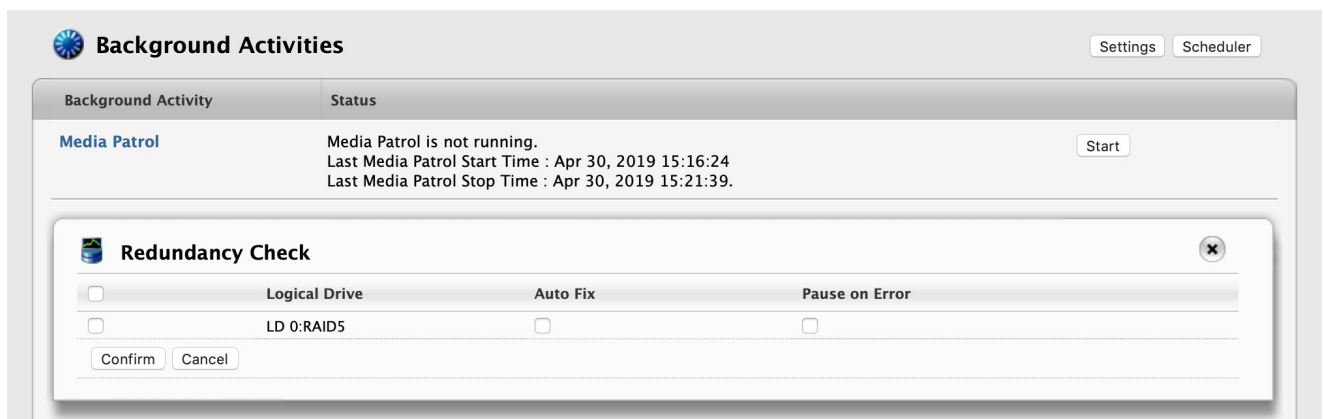 Background Activities
Settings Scheduler
Background Activity Status
Media Patrol Media Patrol is not running. Start
Last Media Patrol Start Time : Apr 30, 2019 15:16:24
Last Media Patrol Stop Time : Apr 30, 2019 15:21:39.
Redundancy Check
Logical Drive Auto Fix Pause on Error
LD 0:RAID5
Confirm Cancel